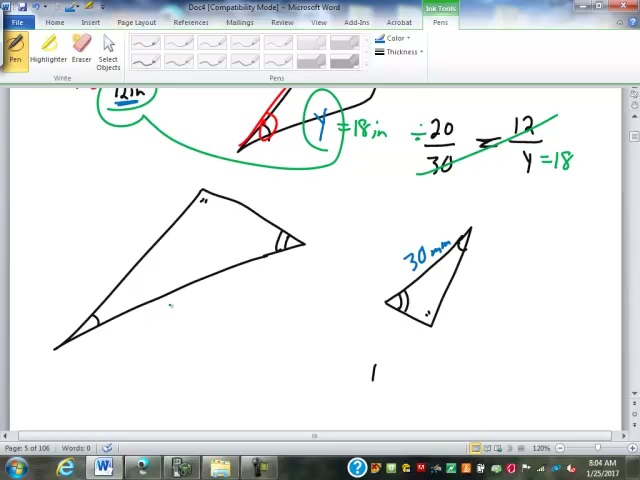 Doc4 [Compatibility Mode] - Microsoft Word
Ink Tools
File Home Insert Page Layout References Mailings Review View Add-Ins Acrobat Pens
Pen Highlighter Eraser Select Objects
Color
Thickness
Write Pens
12in
Y = 18 in
÷ 20/30 = 12/Y = 18
30mm
Page: 5 of 106 Words: 0 120%
8:04 AM
1/25/2017